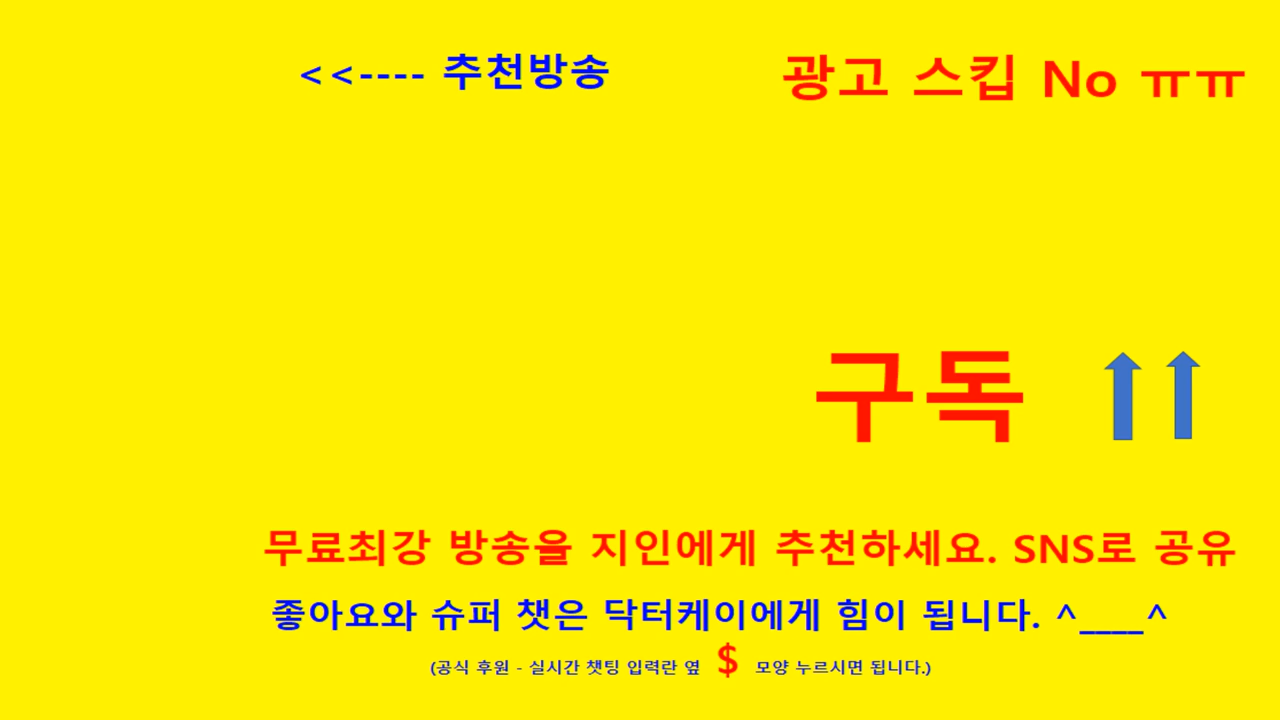 <<---- 추천방송
광고 스킵 No ㅠㅠ
구독
무료최강 방송을 지인에게 추천하세요. SNS로 공유
좋아요와 슈퍼 챗은 닥터케이에게 힘이 됩니다. ^____^
(공식 후원 - 실시간 챗팅 입력란 옆 $ 모양 누르시면 됩니다.)